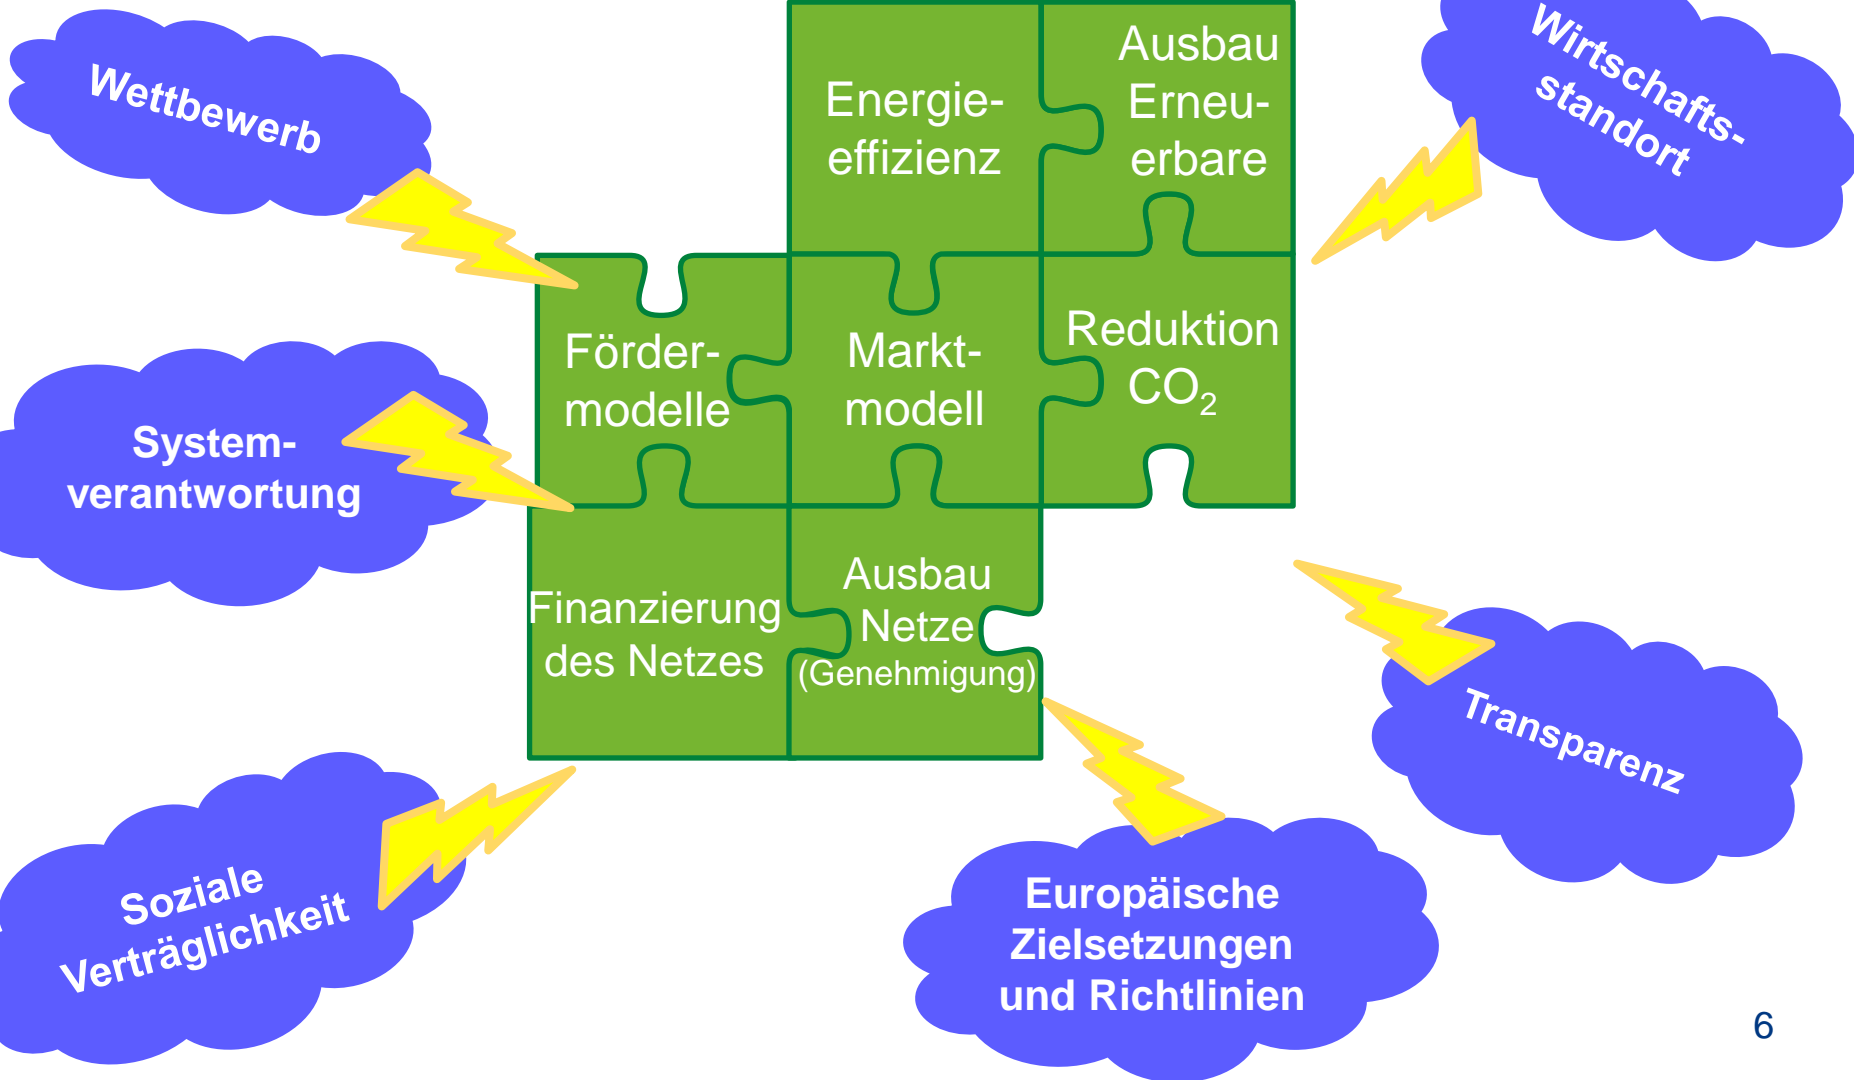 Wettbewerb
Energie-
effizienz
Ausbau
Erneu-
erbare
Wirtschafts-
standort
Förder-
modelle
Markt-
modell
Reduktion
CO₂
System-
verantwortung
Finanzierung
des Netzes
Ausbau
Netze
(Genehmigung)
Transparenz
Soziale
Verträglichkeit
Europäische
Zielsetzungen
und Richtlinien
6